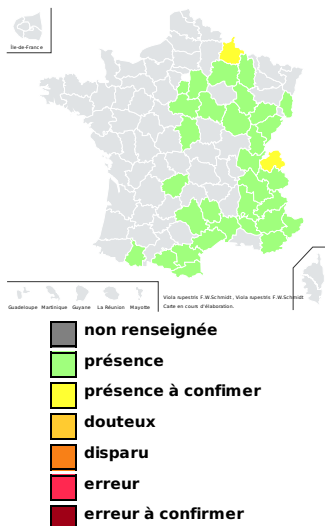 Île-de-France
Guadeloupe Martinique Guyane La Réunion Mayotte
Viola rupestris F.W.Schmidt , Viola rupestris F.W.Schmidt
Carte en cours d'élaboration.
non renseignée
présence
présence à confimer
douteux
disparu
erreur
erreur à confirmer